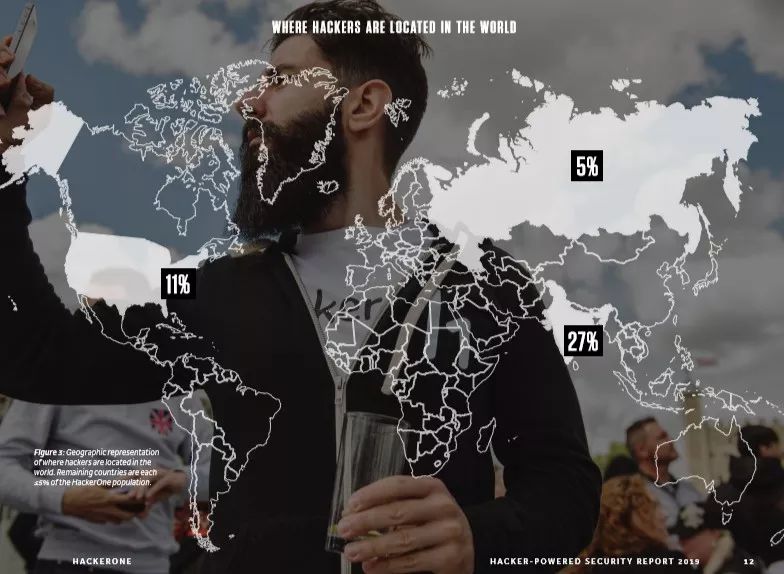 WHERE HACKERS ARE LOCATED IN THE WORLD
5%
11%
27%
ker
Figure 3: Geographic representation
of where hackers are located in the
world. Remaining countries are each
≤5% of the HackerOne population.
HACKERONE
HACKER-POWERED SECURITY REPORT 2019
12